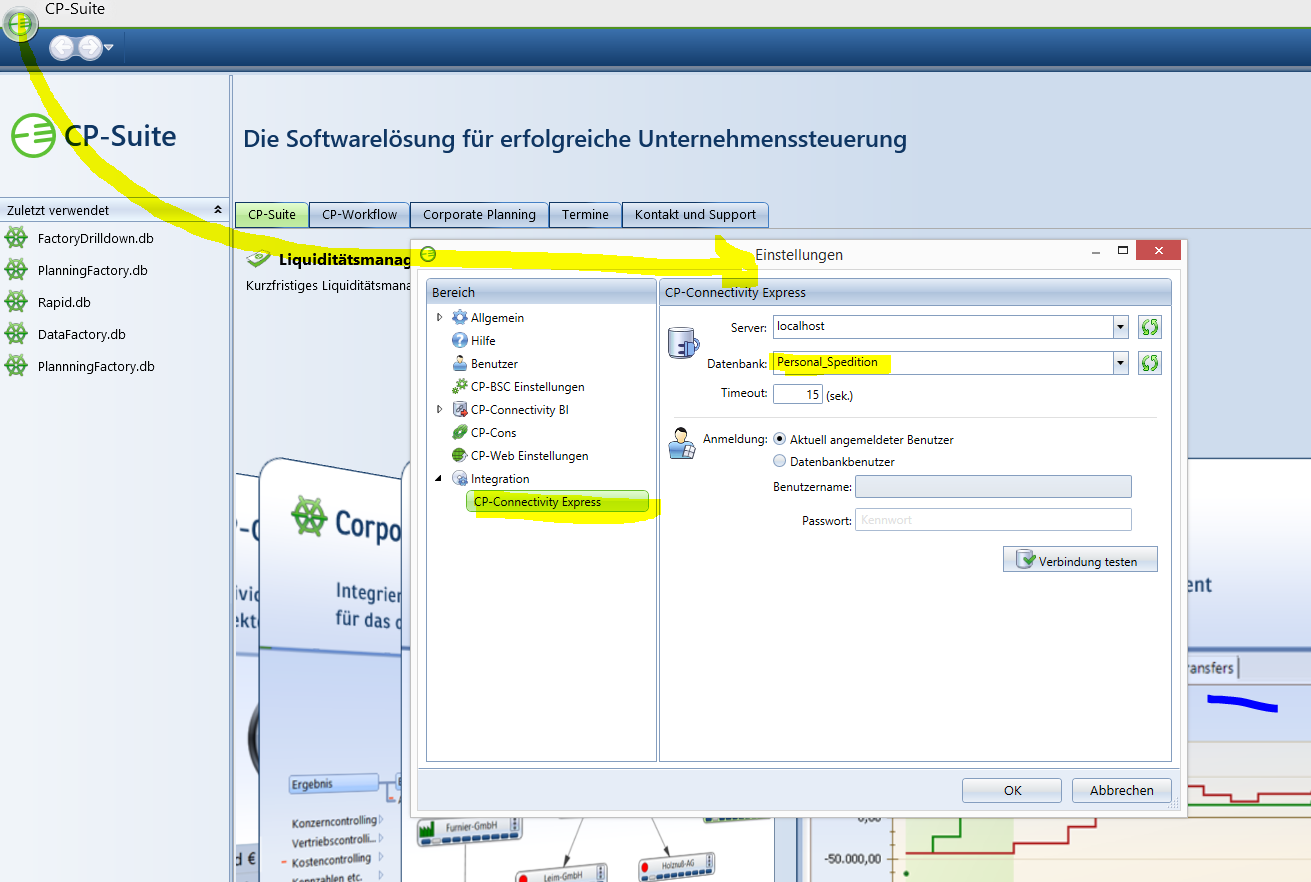 CP-Suite
CP-Suite
Die Softwarelösung für erfolgreiche Unternehmenssteuerung
Zuletzt verwendet
FactoryDrilldown.db
PlanningFactory.db
Rapid.db
DataFactory.db
PlannningFactory.db
CP-Suite
CP-Workflow
Corporate Planning
Termine
Kontakt und Support
Liquiditätsmanag
Kurzfristiges Liquiditätsmana
Einstellungen
Bereich
Allgemein
Hilfe
Benutzer
CP-BSC Einstellungen
CP-Connectivity BI
CP-Cons
CP-Web Einstellungen
Integration
CP-Connectivity Express
CP-Connectivity Express
Server: localhost
Datenbank: Personal_Spedition
Timeout: 15 (sek.)
Anmeldung: Aktuell angemeldeter Benutzer
Datenbankbenutzer
Benutzername:
Passwort: Kennwort
Verbindung testen
OK
Abbrechen
Corpo
Integrier
für das
Ergebnis
Konzerncontrolling
Vertriebscontrolli...
Kostencontrolling
Kennzahlen etc.
d €
Furnier-GmbH
Leim-GmbH
Holznuß-AG
ent
ransfers
0,00
-50.000,00